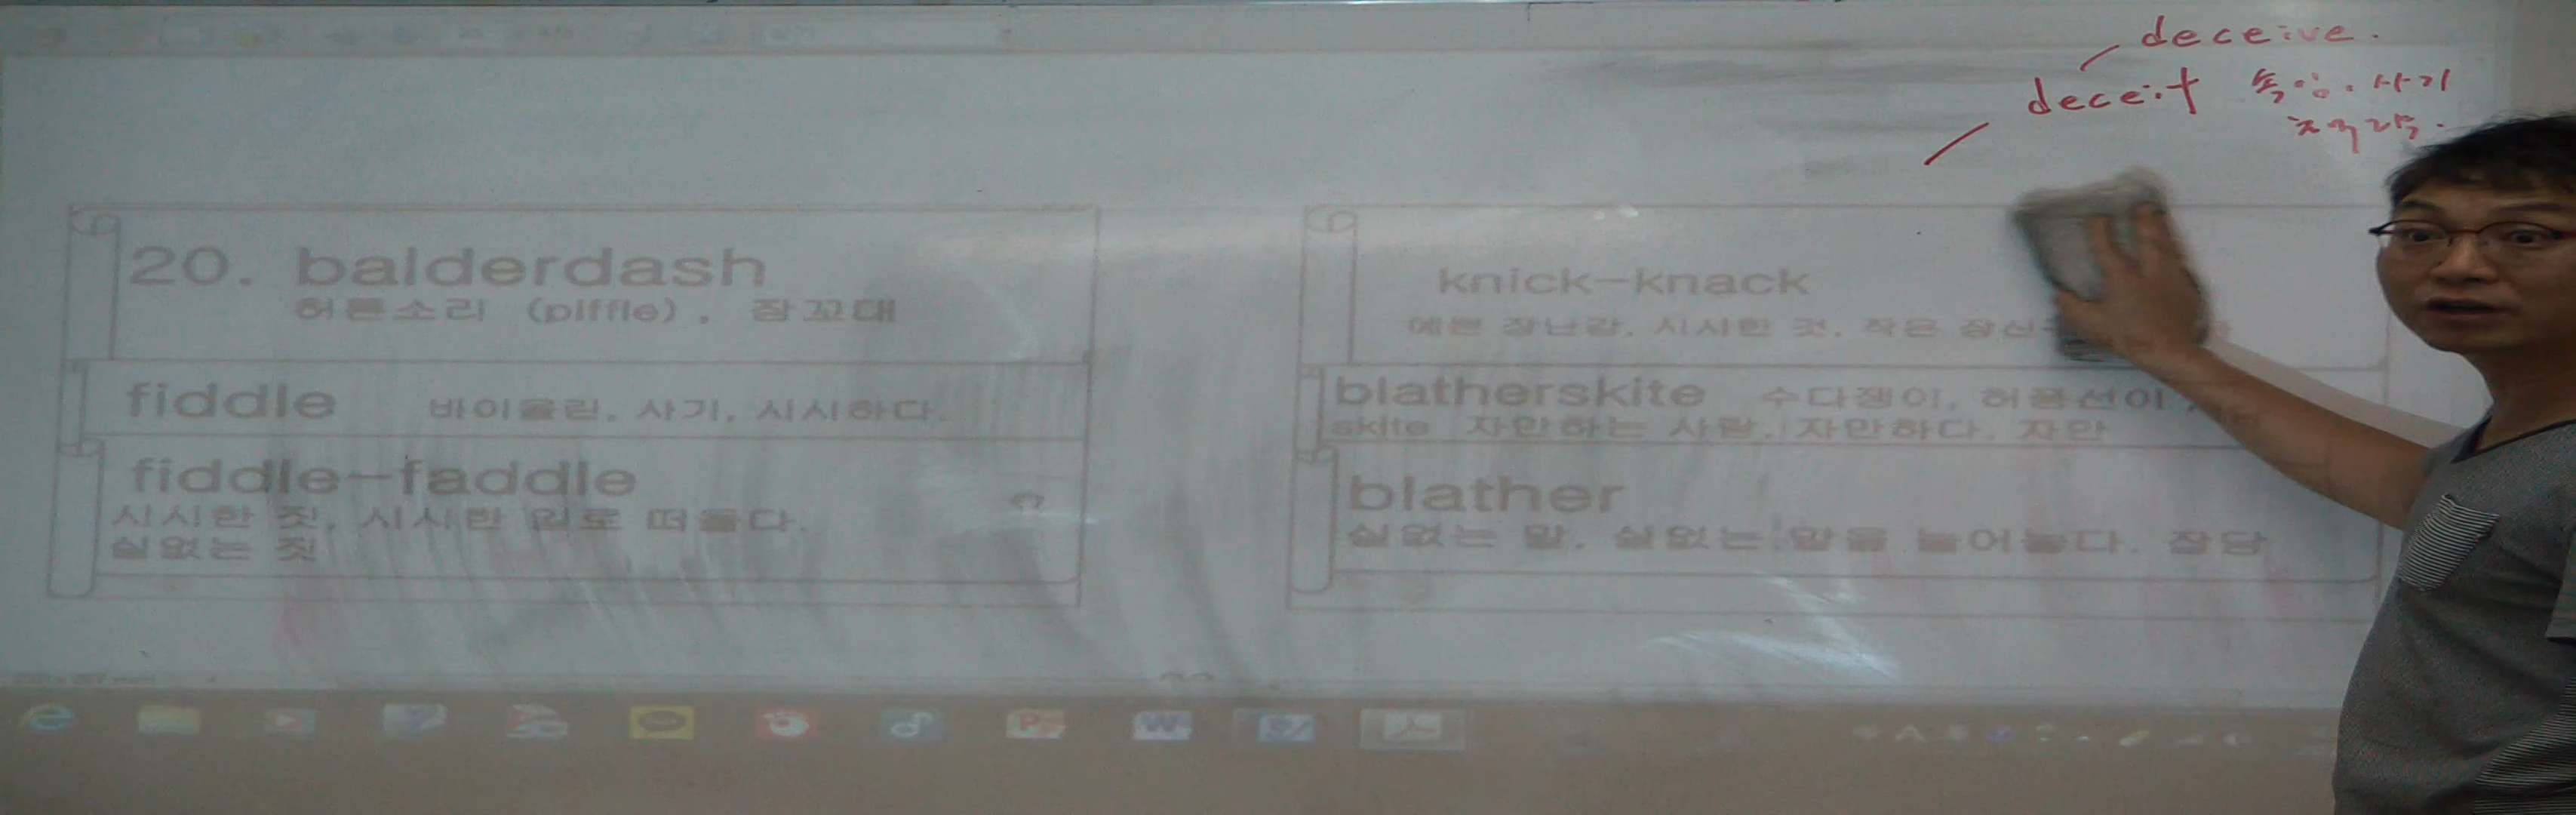 deceive.
deceit 속임. 사기
20. balderdash
허튼소리 (piffle), 잠꼬대
fiddle 바이올린, 사기, 시시하다.
fiddle-faddle
시시한 짓, 시시한 일로 떠들다.
실없는 짓
knick-knack
예쁜 장난감, 시시한 것, 작은
blatherskite 수다쟁이, 허풍선이,
skite 자만하는 사람, 자만하다, 자만
blather
실없는 말, 실없는 말을 늘어놓다. 잡담